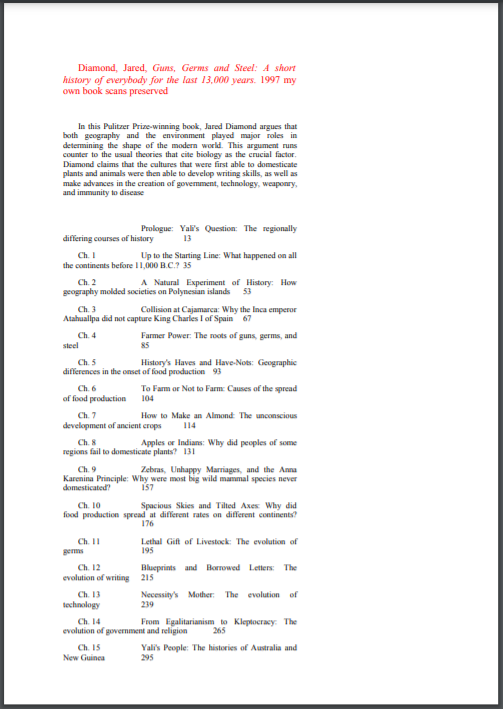 Diamond, Jared, Guns, Germs and Steel: A short
history of everybody for the last 13,000 years. 1997 my
own book scans preserved
In this Pulitzer Prize-winning book, Jared Diamond argues that
both geography and the environment played major roles in
determining the shape of the modern world. This argument runs
counter to the usual theories that cite biology as the crucial factor.
Diamond claims that the cultures that were first able to domesticate
plants and animals were then able to develop writing skills, as well as
make advances in the creation of government, technology, weaponry,
and immunity to disease
Prologue: Yali's Question: The regionally
differing courses of history 13
Ch. 1 Up to the Starting Line: What happened on all
the continents before 11,000 B.C.? 35
Ch. 2 A Natural Experiment of History: How
geography molded societies on Polynesian islands 53
Ch. 3 Collision at Cajamarca: Why the Inca emperor
Atahuallpa did not capture King Charles I of Spain 67
Ch. 4 Farmer Power: The roots of guns, germs, and
steel 85
Ch. 5 History's Haves and Have-Nots: Geographic
differences in the onset of food production 93
Ch. 6 To Farm or Not to Farm: Causes of the spread
of food production 104
Ch. 7 How to Make an Almond: The unconscious
development of ancient crops 114
Ch. 8 Apples or Indians: Why did peoples of some
regions fail to domesticate plants? 131
Ch. 9 Zebras, Unhappy Marriages, and the Anna
Karenina Principle: Why were most big wild mammal species never
domesticated? 157
Ch. 10 Spacious Skies and Tilted Axes: Why did
food production spread at different rates on different continents?
176
Ch. 11 Lethal Gift of Livestock: The evolution of
germs 195
Ch. 12 Blueprints and Borrowed Letters: The
evolution of writing 215
Ch. 13 Necessity's Mother: The evolution of
technology 239
Ch. 14 From Egalitarianism to Kleptocracy: The
evolution of government and religion 265
Ch. 15 Yali's People: The histories of Australia and
New Guinea 295